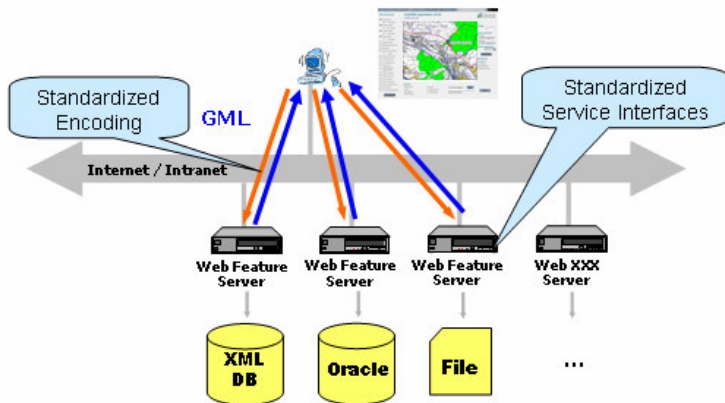 Standardized
Encoding
GML
Standardized
Service Interfaces
Internet / Intranet
Web Feature
Server
Web Feature
Server
Web Feature
Server
Web XXX
Server
XML
DB
Oracle
File
...